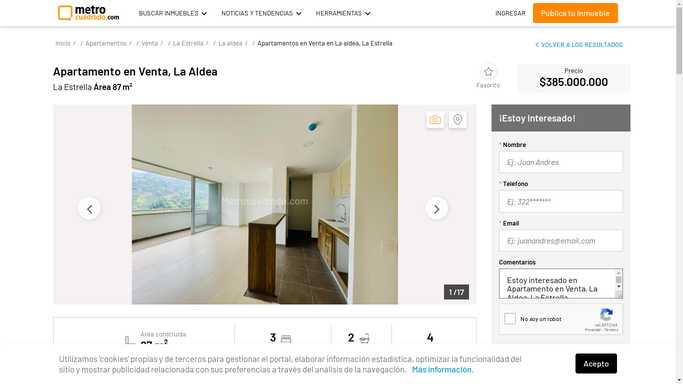 metro
cuadrado.com
BUSCAR INMUEBLES
NOTICIAS Y TENDENCIAS
HERRAMIENTAS
INGRESAR
Publica tu inmueble
Inicio / / Apartamentos / / Venta / / La Estrella / / La aldea / / Apartamentos en Venta en La aldea, La Estrella
VOLVER A LOS RESULTADOS
Apartamento en Venta, La Aldea
La Estrella Área 87 m²
Favorito
Precio
$385.000.000
Metrocuadrado.com
1 /17
¡Estoy Interesado!
* Nombre
Ej: Juan Andres
* Teléfono
Ej: 322*******
* Email
Ej: juanandres@email.com
Comentarios
Estoy interesado en
Apartamento en Venta, La
Aldea, La Estrella
No soy un robot
reCAPTCHA
Privacidad - Términos
Área construida
87 m²
3
2
4
Utilizamos 'cookies' propias y de terceros para gestionar el portal, elaborar información estadística, optimizar la funcionalidad del
sitio y mostrar publicidad relacionada con sus preferencias a través del análisis de la navegación. Más información.
Acepto